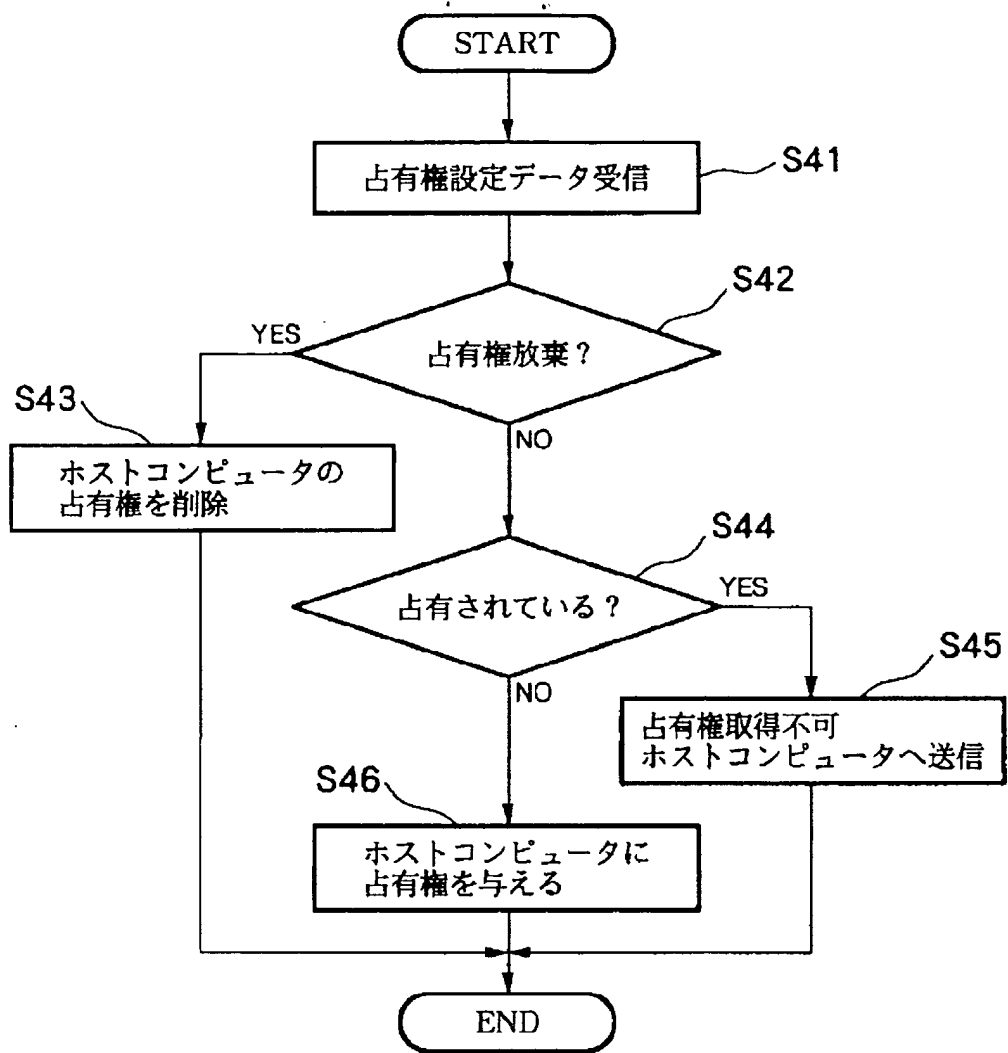 START
占有権設定データ受信
S41
占有権放棄？
S42
YES
NO
S43
ホストコンピュータの
占有権を削除
占有されている？
S44
YES
NO
S45
占有権取得不可
ホストコンピュータへ送信
S46
ホストコンピュータに
占有権を与える
END